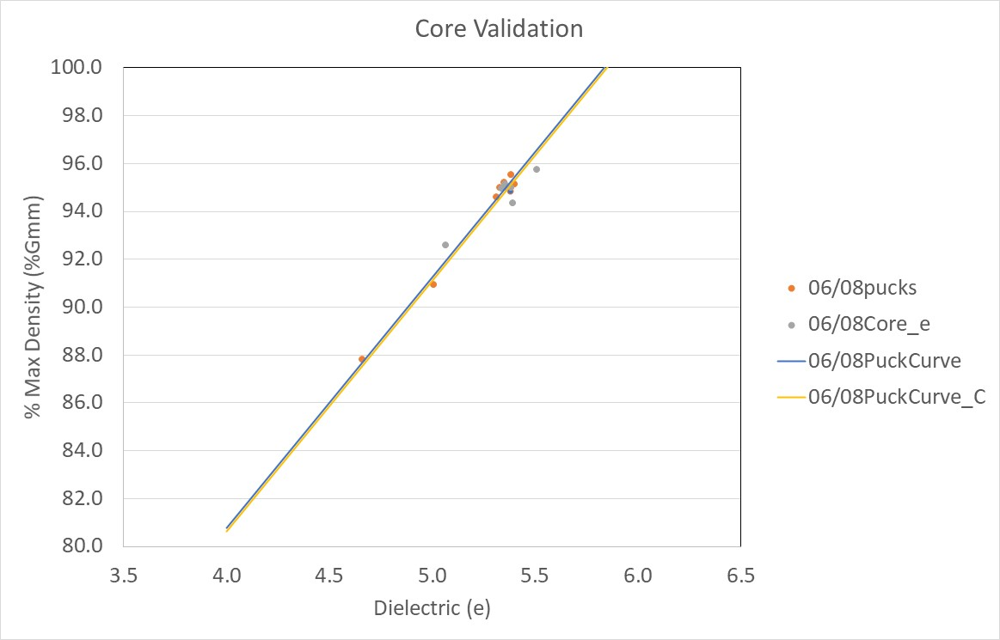 Core Validation
100.0
98.0
96.0
94.0
92.0
90.0
88.0
86.0
84.0
82.0
80.0
% Max Density (%Gmm)
3.5 4.0 4.5 5.0 5.5 6.0 6.5
Dielectric (e)
06/08pucks
06/08Core_e
06/08PuckCurve
06/08PuckCurve_C